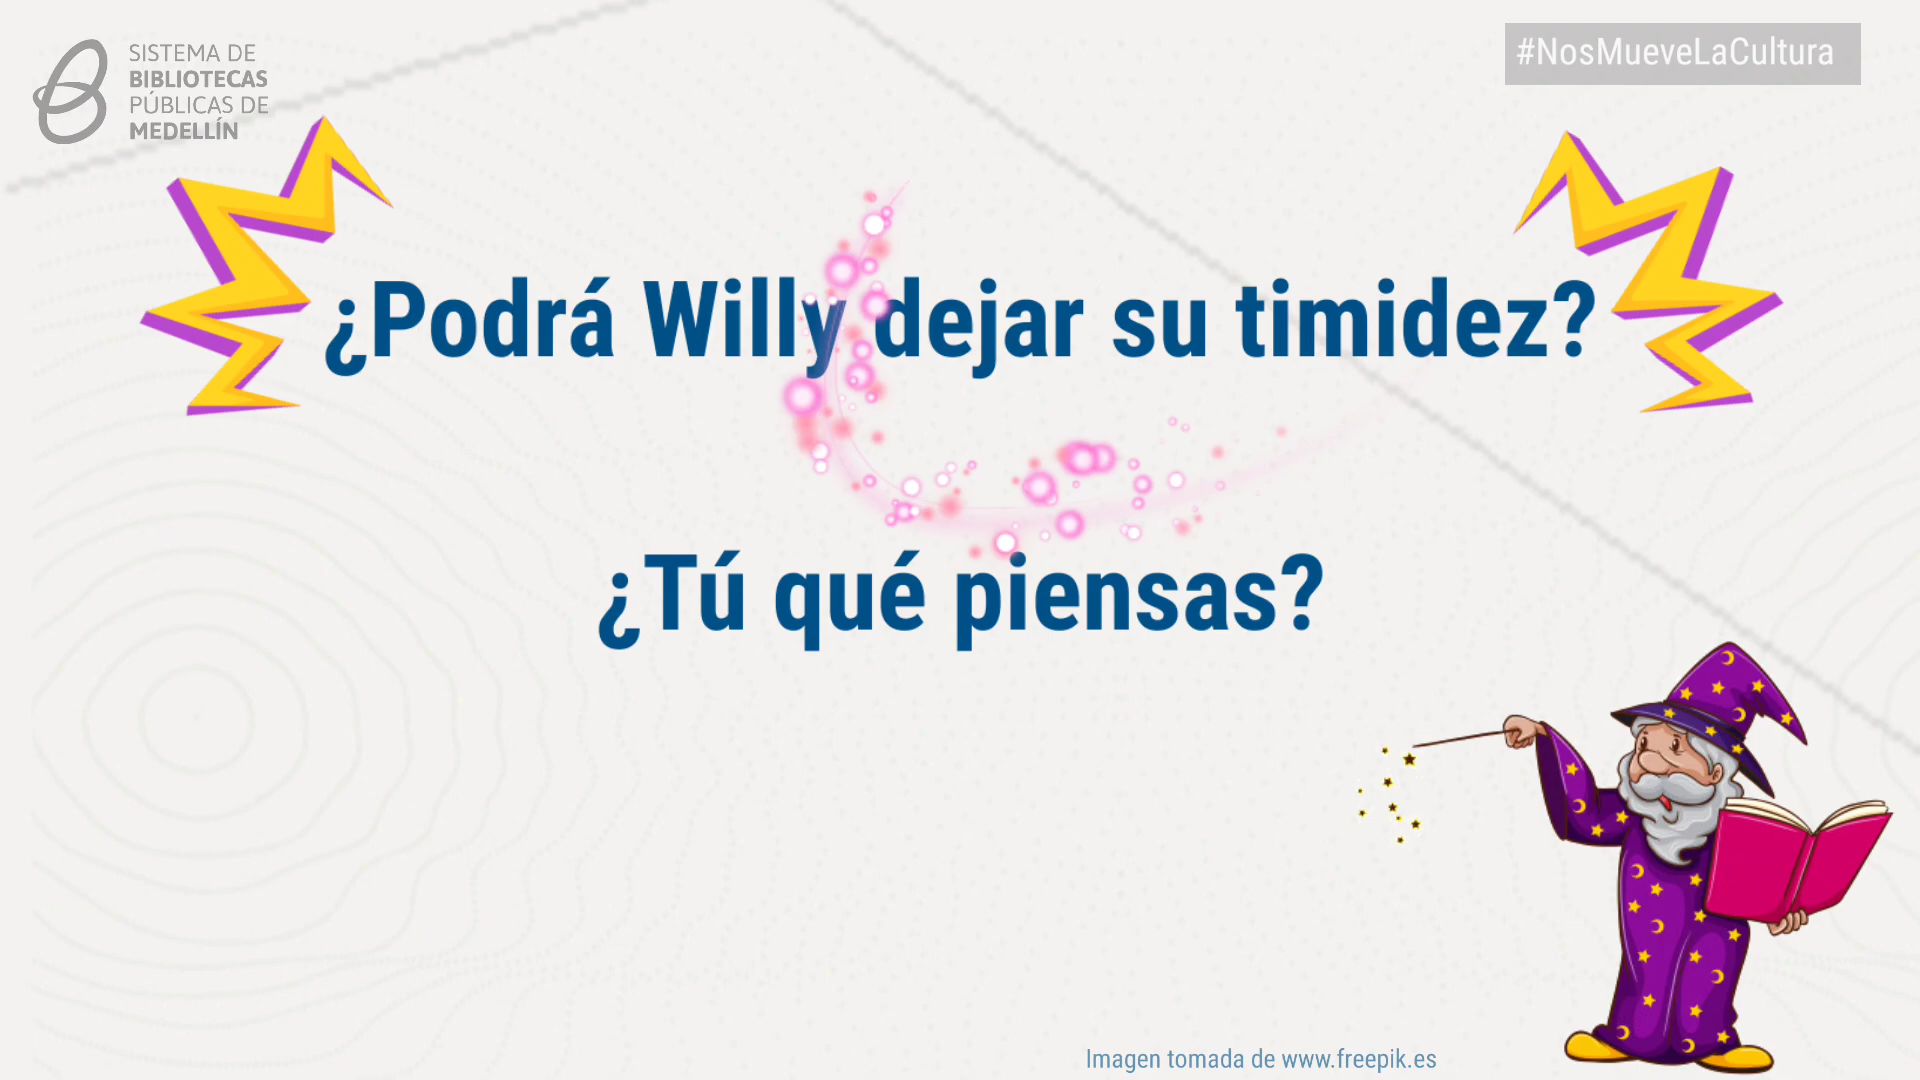 SISTEMA DE
BIBLIOTECAS
PÚBLICAS DE
MEDELLÍN
#NosMueveLaCultura
¿Podrá Willy dejar su timidez?
¿Tú qué piensas?
Imagen tomada de www.freepik.es